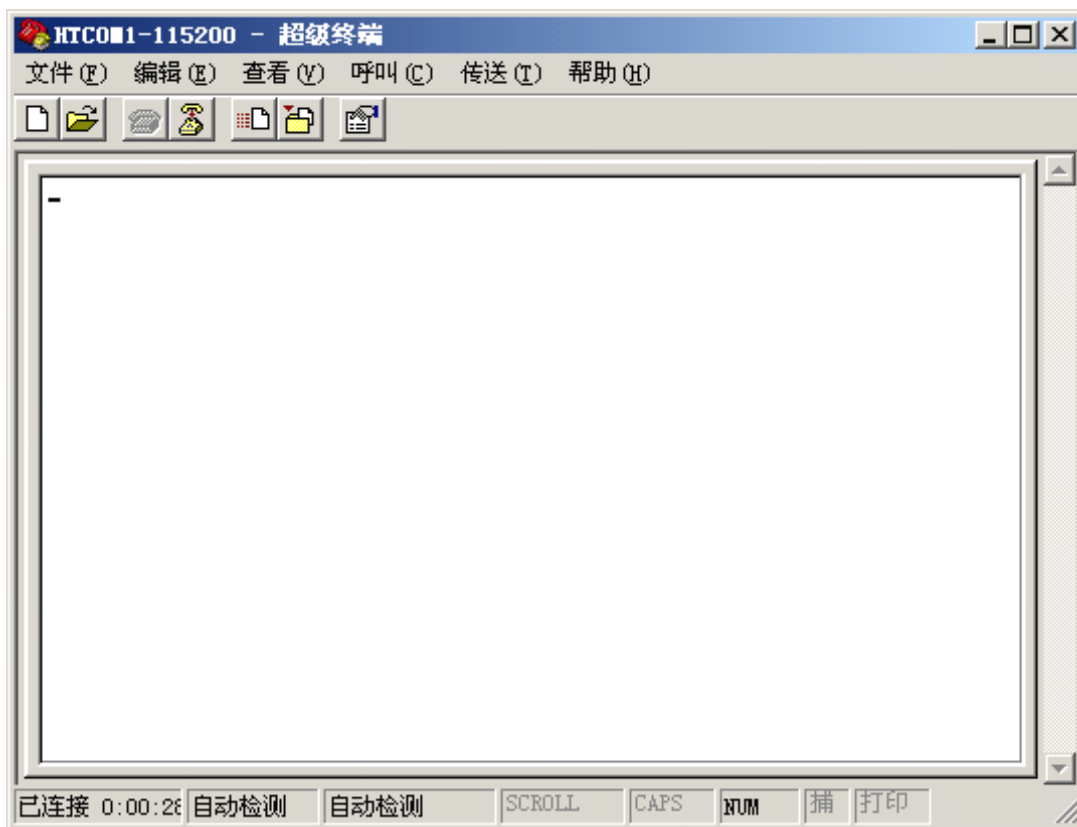 HTCOM1-115200 - 超级终端
文件(F) 编辑(E) 查看(V) 呼叫(C) 传送(T) 帮助(H)
已连接 0:00:28 自动检测 自动检测 SCROLL CAPS NUM 捕 打印